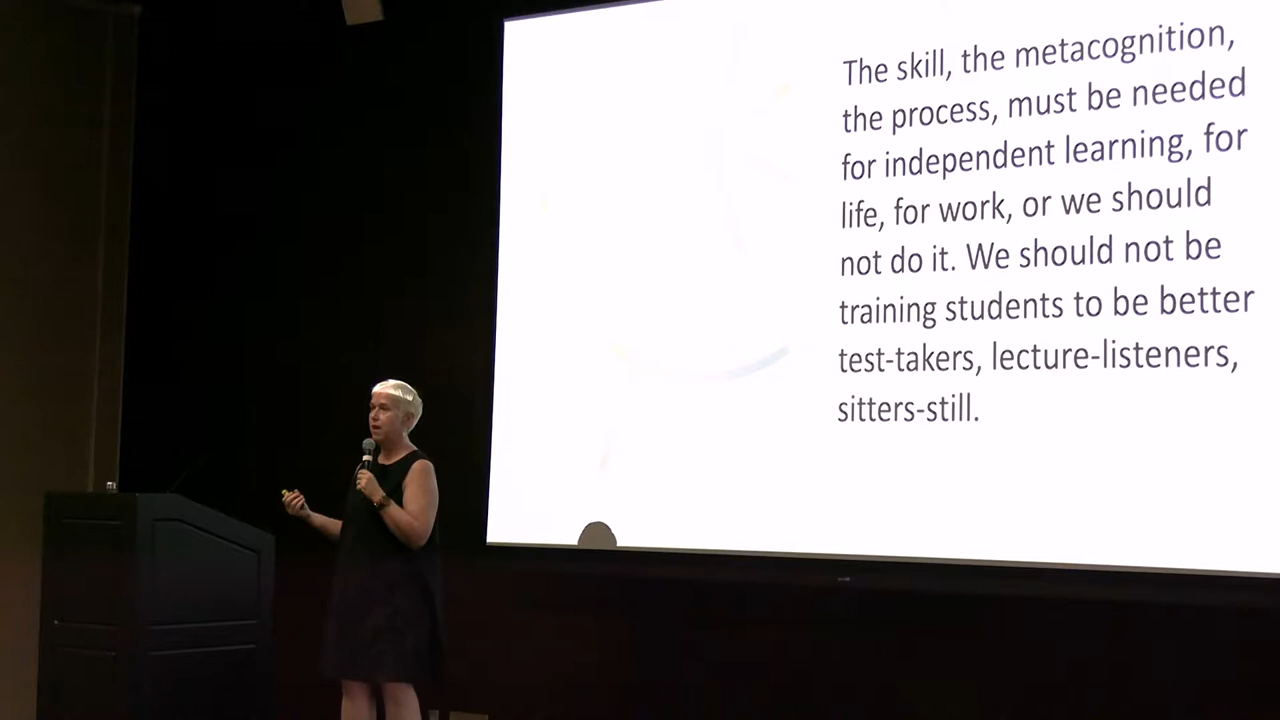 The skill, the metacognition,
the process, must be needed
for independent learning, for
life, for work, or we should
not do it. We should not be
training students to be better
test-takers, lecture-listeners,
sitters-still.